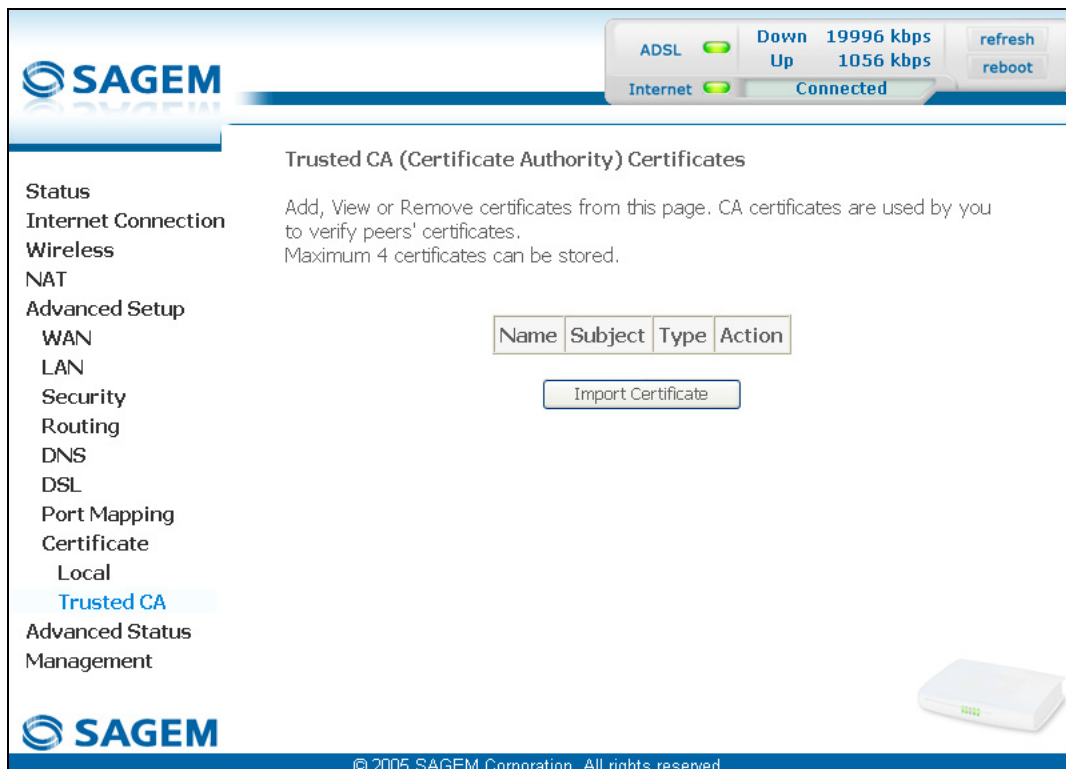 SAGEM
ADSL
Down 19996 kbps
Up 1056 kbps
refresh
reboot
Internet
Connected
Status
Internet Connection
Wireless
NAT
Advanced Setup
WAN
LAN
Security
Routing
DNS
DSL
Port Mapping
Certificate
Local
Trusted CA
Advanced Status
Management
Trusted CA (Certificate Authority) Certificates
Add, View or Remove certificates from this page. CA certificates are used by you
to verify peers' certificates.
Maximum 4 certificates can be stored.
Name Subject Type Action
Import Certificate
SAGEM
© 2005 SAGEM Corporation. All rights reserved.